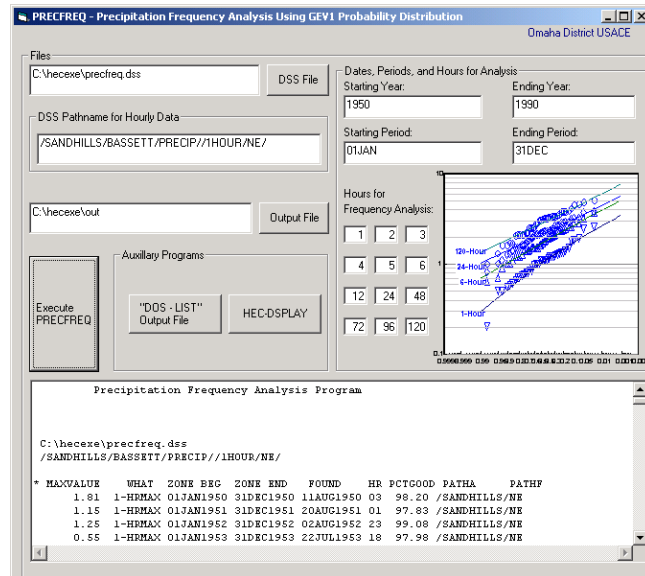 PRECFREQ - Precipitation Frequency Analysis Using GEV1 Probability Distribution
Omaha District USACE
Files
C:\hecexe\precfreq.dss
DSS File
DSS Pathname for Hourly Data
/SANDHILLS/BASSETT/PRECIP//1HOUR/NE/
C:\hecexe\out
Output File
Execute
PRECFREQ
Auxillary Programs
"DOS - LIST"
Output File
HEC-DSPLAY
Dates, Periods, and Hours for Analysis
Starting Year:
Ending Year:
1950
1990
Starting Period:
Ending Period:
01JAN
31DEC
Hours for
Frequency Analysis:
1 2 3
4 5 6
12 24 48
72 96 120
10
1
0.1
120-Hour
24-Hour
6-Hour
1-Hour
Precipitation Frequency Analysis Program
C:\hecexe\precfreq.dss
/SANDHILLS/BASSETT/PRECIP//1HOUR/NE/
* MAXVALUE WHAT ZONE BEG ZONE END FOUND HR PCTGOOD PATHA PATHF
1.81 1-HRMAX 01JAN1950 31DEC1950 11AUG1950 03 98.20 /SANDHILLS/NE
1.15 1-HRMAX 01JAN1951 31DEC1951 20AUG1951 01 97.83 /SANDHILLS/NE
1.25 1-HRMAX 01JAN1952 31DEC1952 02AUG1952 23 99.08 /SANDHILLS/NE
0.55 1-HRMAX 01JAN1953 31DEC1953 22JUL1953 18 97.98 /SANDHILLS/NE